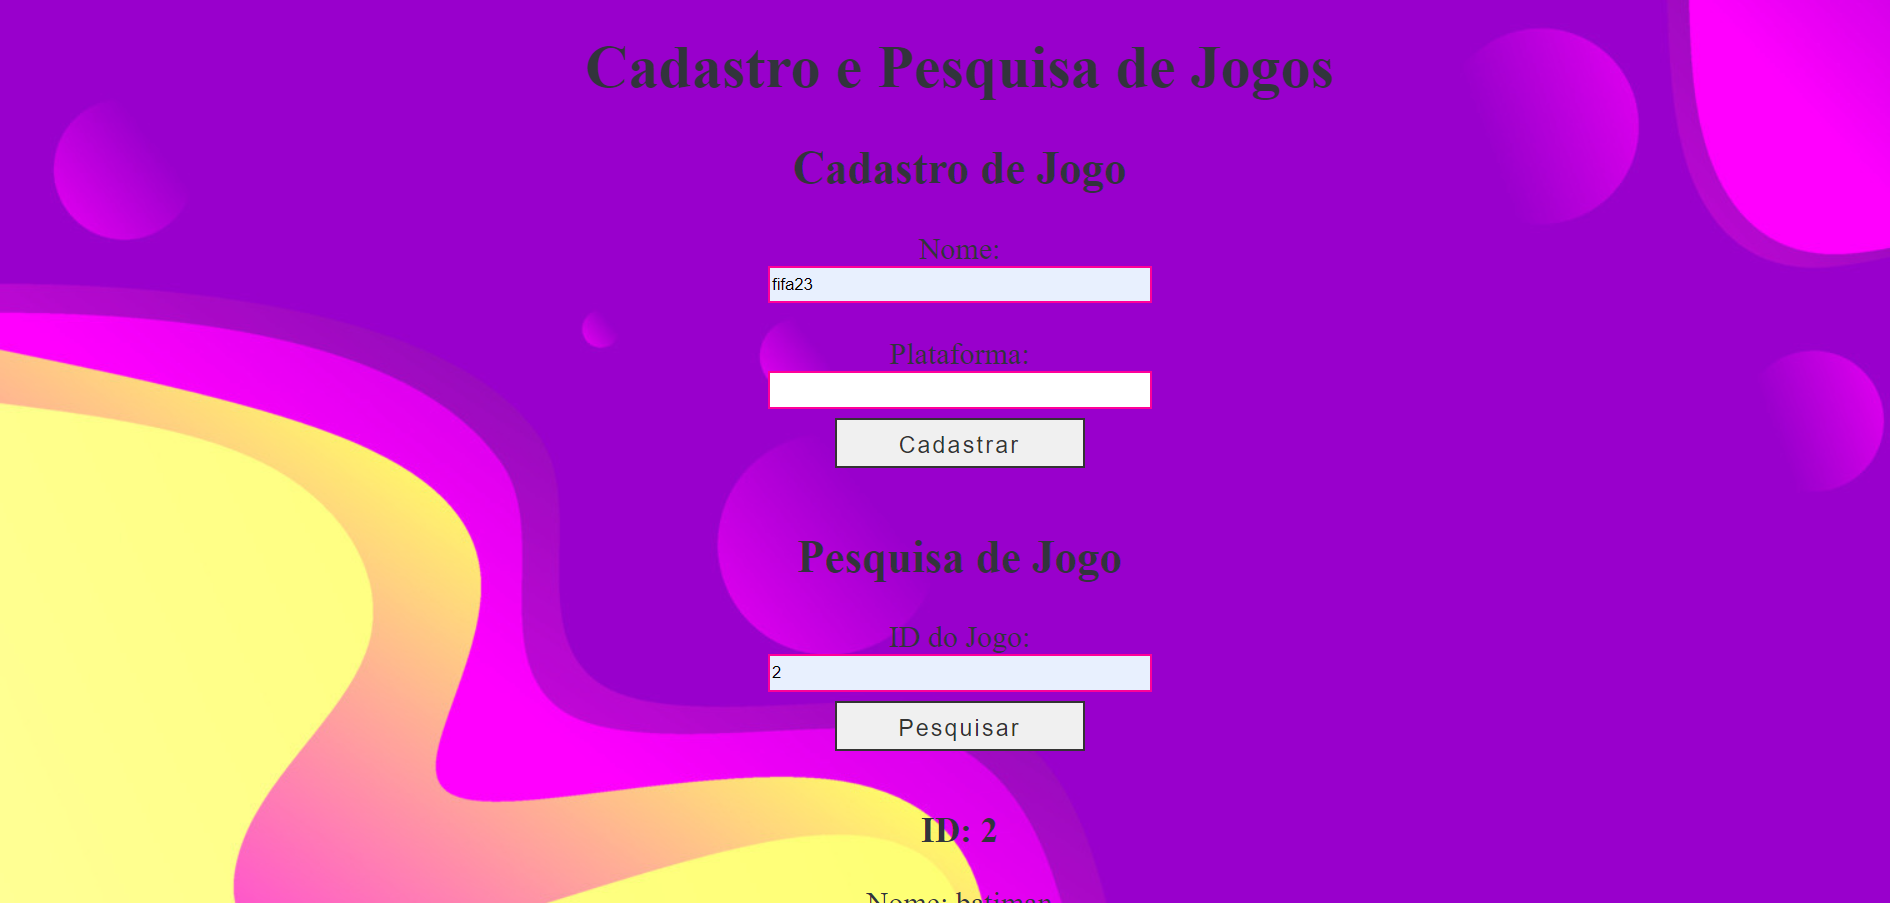 Cadastro e Pesquisa de Jogos
Cadastro de Jogo
Nome:
fifa23
Plataforma:
Cadastrar
Pesquisa de Jogo
ID do Jogo:
2
Pesquisar
ID: 2
Nome: batiman